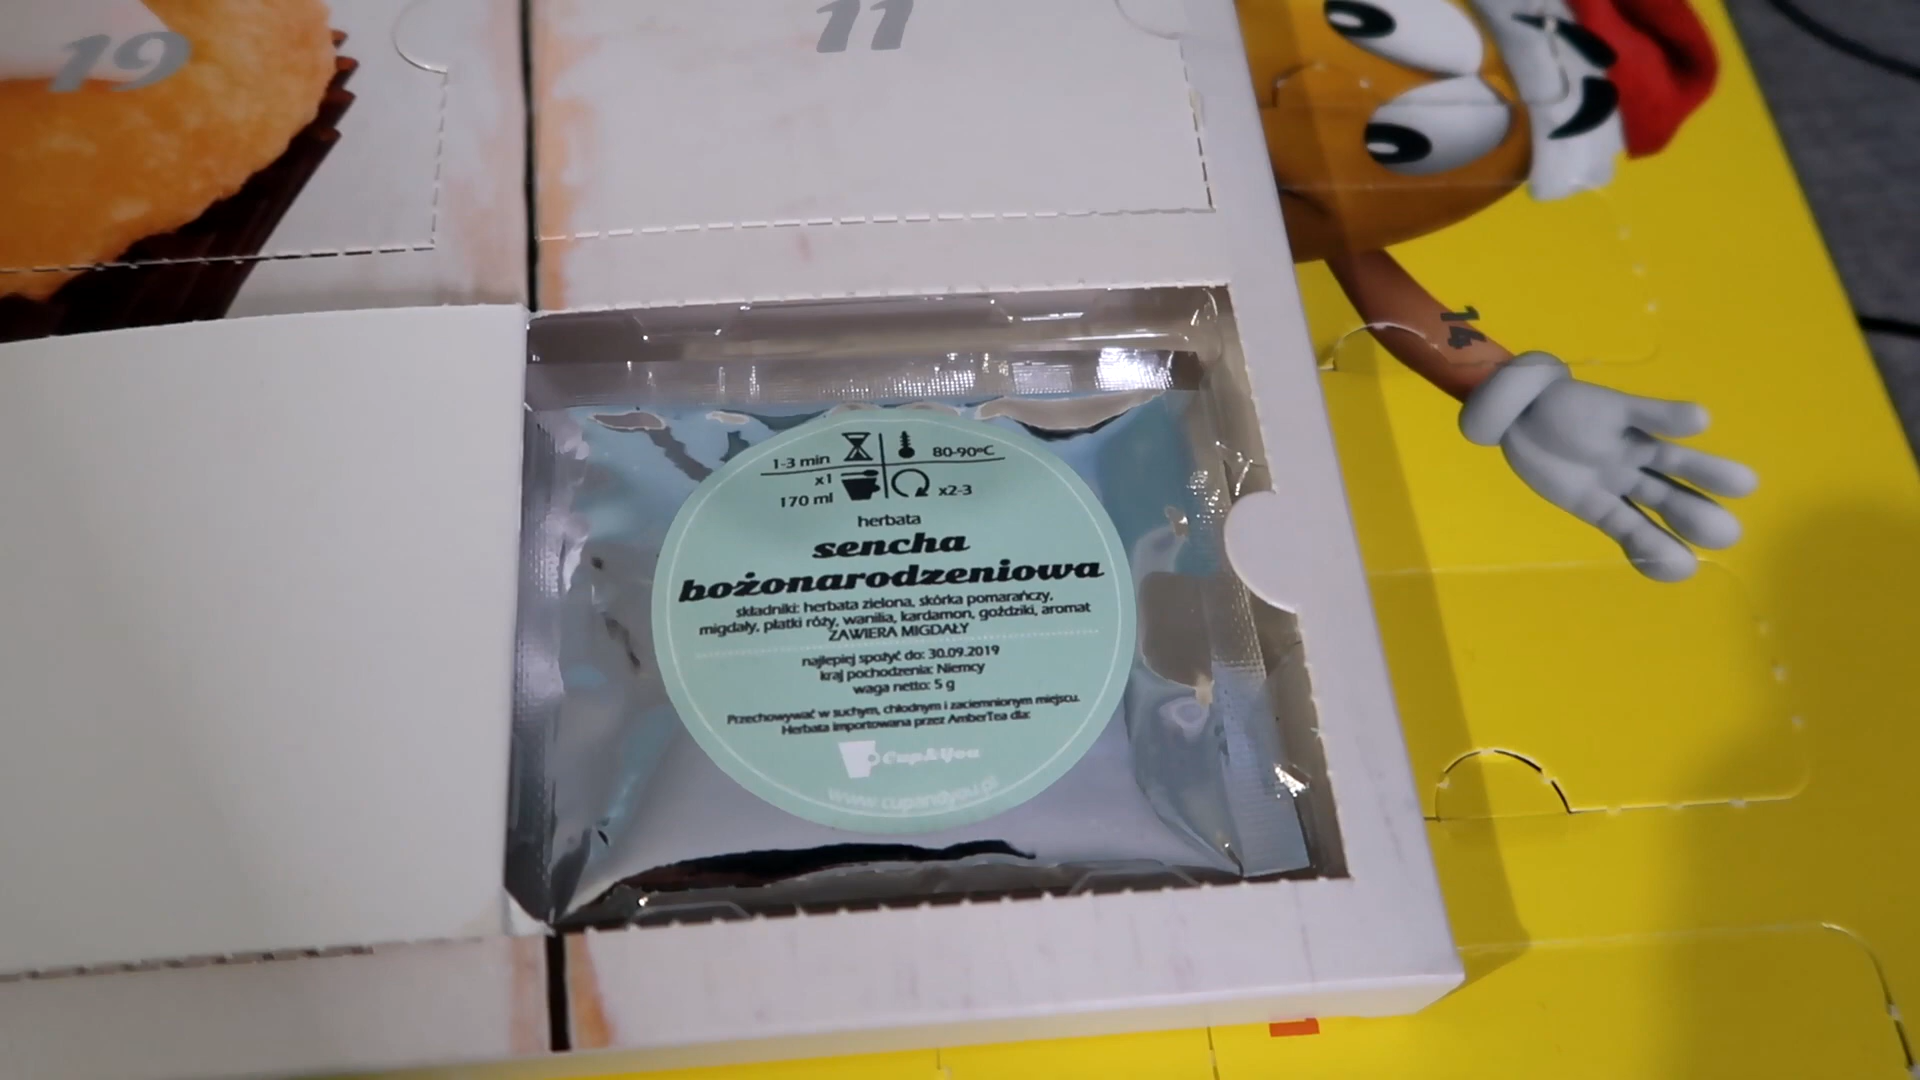 19
11
14
1-3 min
80-90ºC
x1
170 ml
x2-3
herbata
sencha
bożonarodzeniowa
składniki: herbata zielona, skórka pomarańczy,
migdały, płatki róży, wanilia, kardamon, goździki, aromat
ZAWIERA MIGDAŁY
najlepiej spożyć do: 30.09.2019
kraj pochodzenia: Niemcy
waga netto: 5 g
Przechowywać w suchym, chłodnym i zaciemnionym miejscu.
Herbata importowana przez AmberTea dla:
Cup&You
www.cupandyou.pl